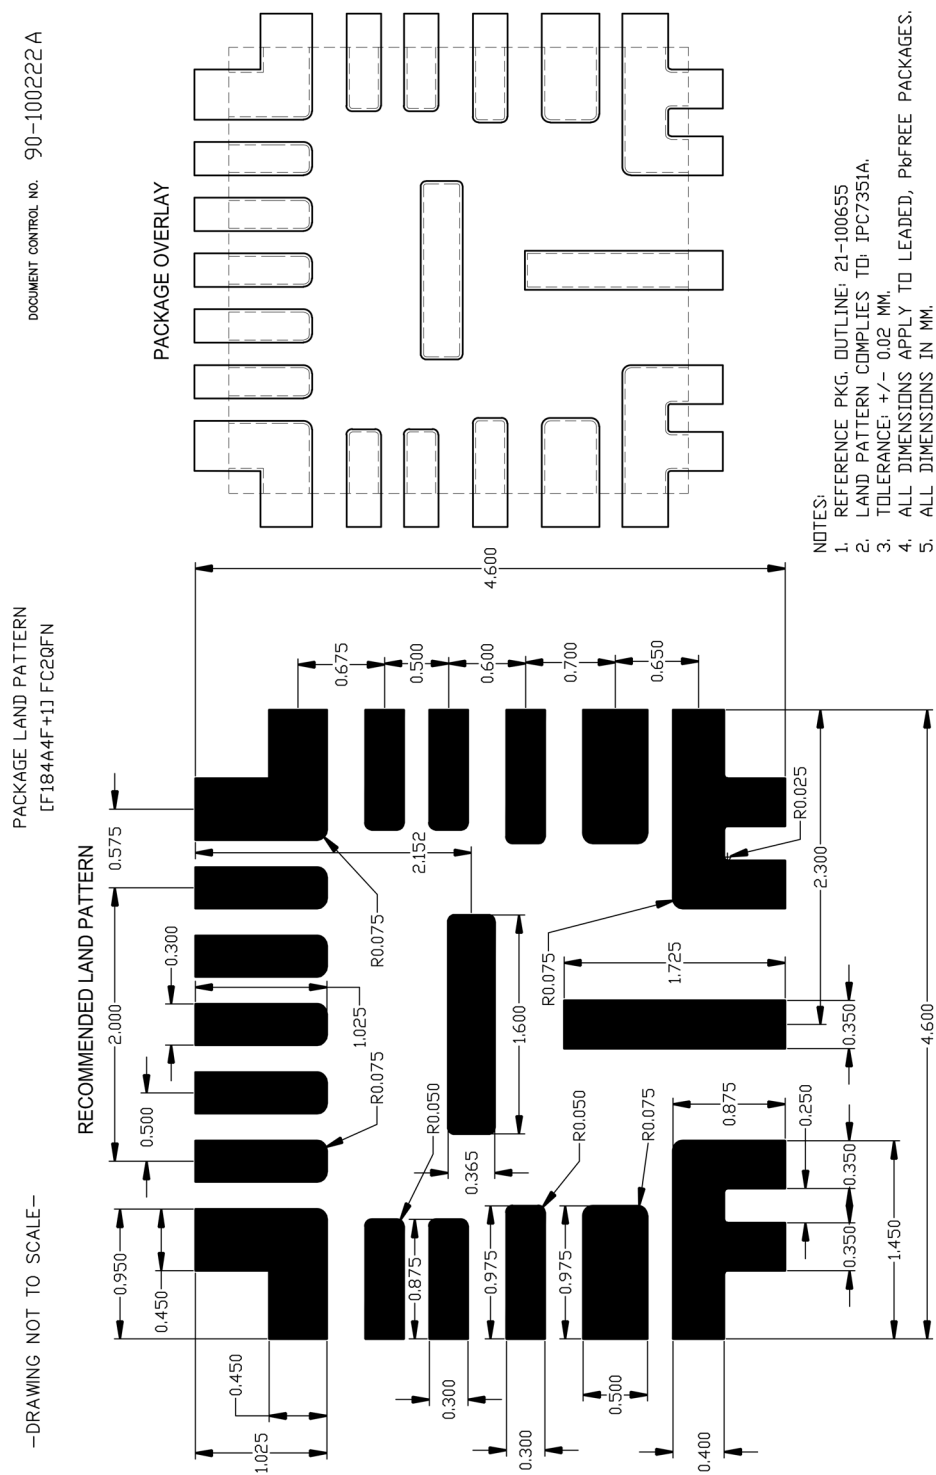 —DRAWING NOT TO SCALE—
PACKAGE LAND PATTERN
[F184A4F+1] FC2QFN
DOCUMENT CONTROL NO. 90-100222 A
RECOMMENDED LAND PATTERN
PACKAGE OVERLAY
0.950
0.450
0.500
2.000
0.300
0.575
0.450
1.025
1.025
R0.075
R0.075
2.152
4.600
0.675
0.500
0.600
0.700
0.650
R0.050
0.875
0.300
0.365
1.600
0.975
0.300
R0.050
0.975
0.500
R0.075
R0.075
1.725
0.875
0.400
R0.025
0.250
2.300
0.350
0.350
0.350
1.450
4.600
NOTES:
1. REFERENCE PKG. OUTLINE: 21-100655
2. LAND PATTERN COMPLIES TO: IPC7351A.
3. TOLERANCE: +/- 0.02 MM.
4. ALL DIMENSIONS APPLY TO LEADED, PbFREE PACKAGES.
5. ALL DIMENSIONS IN MM.